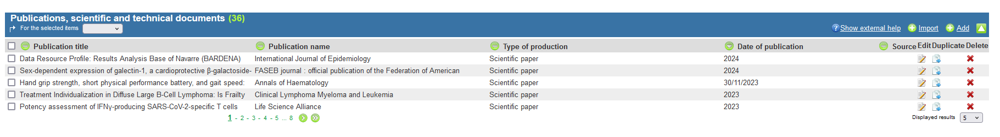 Publications, scientific and technical documents (36)
For the selected items
Show external help Import Add
Publication title Publication name Type of production Date of publication Source Edit Duplicate Delete
Data Resource Profile: Results Analysis Base of Navarre (BARDENA) International Journal of Epidemiology Scientific paper 2024
Sex-dependent expression of galectin-1, a cardioprotective β-galactoside- FASEB journal : official publication of the Federation of American Scientific paper 2024
Hand grip strength, short physical performance battery, and gait speed: Annals of Haematology Scientific paper 30/11/2023
Treatment Individualization in Diffuse Large B-Cell Lymphoma: Is Frailty Clinical Lymphoma Myeloma and Leukemia Scientific paper 2023
Potency assessment of IFNγ-producing SARS-CoV-2-specific T cells Life Science Alliance Scientific paper 2023
1 - 2 - 3 - 4 - 5 ... 8
Displayed results 5